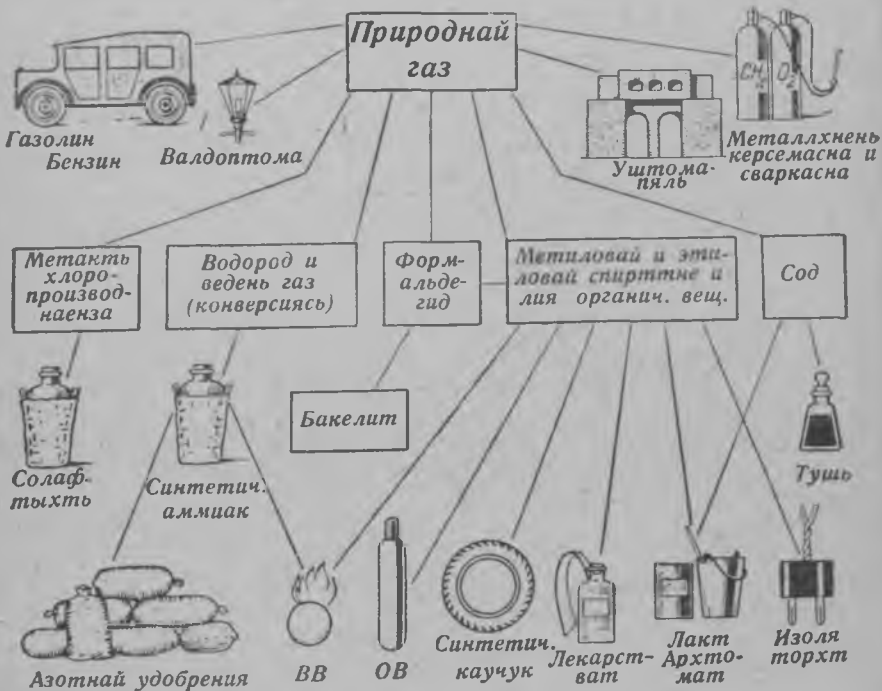 Природнай
газ
Газолин
Бензин
Валдоптома
Уштома-
пяль
CH₂
O₂
Металлхнень
керсемасна и
сваркасна
Метакть
хлоро-
производ-
наенза
Водород и
ведень газ
(конверсиясь)
Форм-
альде-
гид
Метиловай и эти-
ловай спирттне и
лия органич. вещ.
Сод
Бакелит
Солаф-
тыхть
Синтетич.
аммиак
Тушь
Азотнай удобрения
ВВ
ОВ
Синтетич.
каучук
Лекарст-
ват
Лакт
Архто-
мат
Изоля
торхт